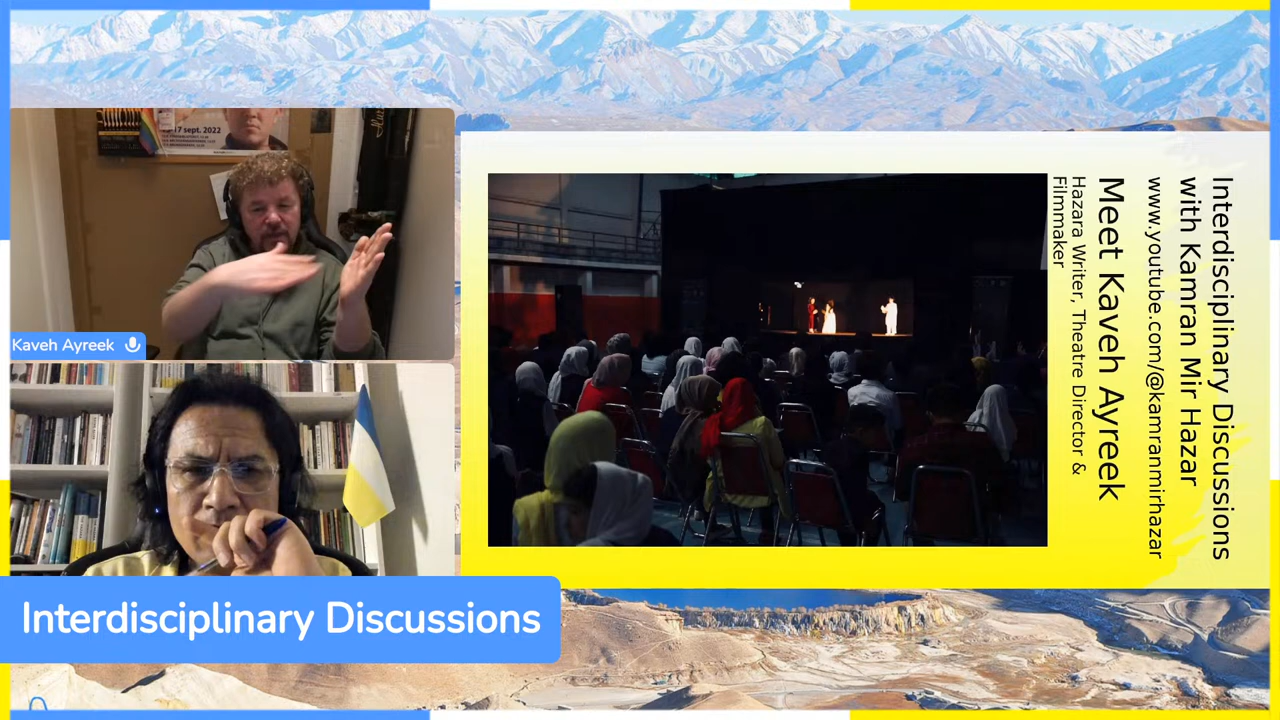 17 sept. 2022
Kaveh Ayreek
Interdisciplinary Discussions
with Kamran Mir Hazar
www.youtube.com/@kamranmirhazar
Meet Kaveh Ayreek
Hazara Writer, Theatre Director &
Filmmaker
Interdisciplinary Discussions